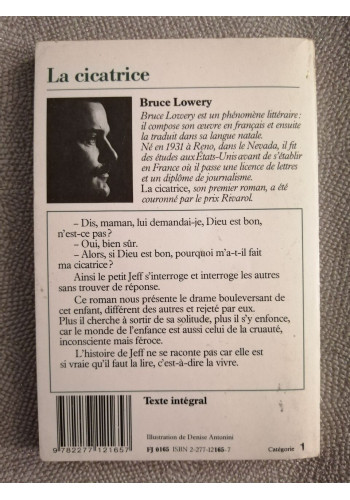 La cicatrice
Bruce Lowery
Bruce Lowery est un phénomène littéraire :
il compose son œuvre en français et ensuite
la traduit dans sa langue natale.
Né en 1931 à Reno, dans le Nevada, il fit
des études aux États-Unis avant de s'établir
en France où il passe une licence de lettres
et un diplôme de journalisme.
La cicatrice, son premier roman, a été
couronné par le prix Rivarol.
– Dis, maman, lui demandai-je, Dieu est bon,
n'est-ce pas ?
– Oui, bien sûr.
– Alors, si Dieu est bon, pourquoi m'a-t-il fait
ma cicatrice ?
Ainsi le petit Jeff s'interroge et interroge les autres
sans trouver de réponse.
Ce roman nous présente le drame bouleversant de
cet enfant, différent des autres et rejeté par eux.
Plus il cherche à sortir de sa solitude, plus il s'y enfonce,
car le monde de l'enfance est aussi celui de la cruauté,
inconsciente mais féroce.
L'histoire de Jeff ne se raconte pas car elle est
si vraie qu'il faut la lire, c'est-à-dire la vivre.
Texte intégral
Illustration de Denise Antonini
9 782277 121657
FJ 0165 ISBN 2-277-12165-7
Catégorie 1